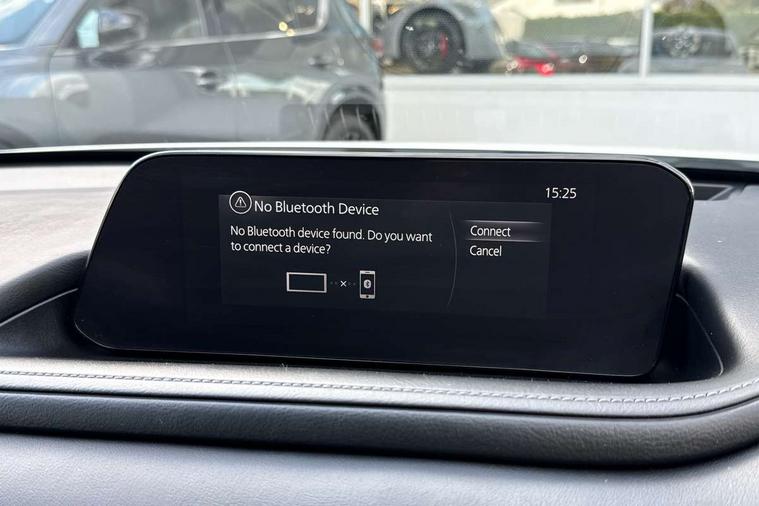 15:25
No Bluetooth Device
No Bluetooth device found. Do you want
to connect a device?
Connect
Cancel